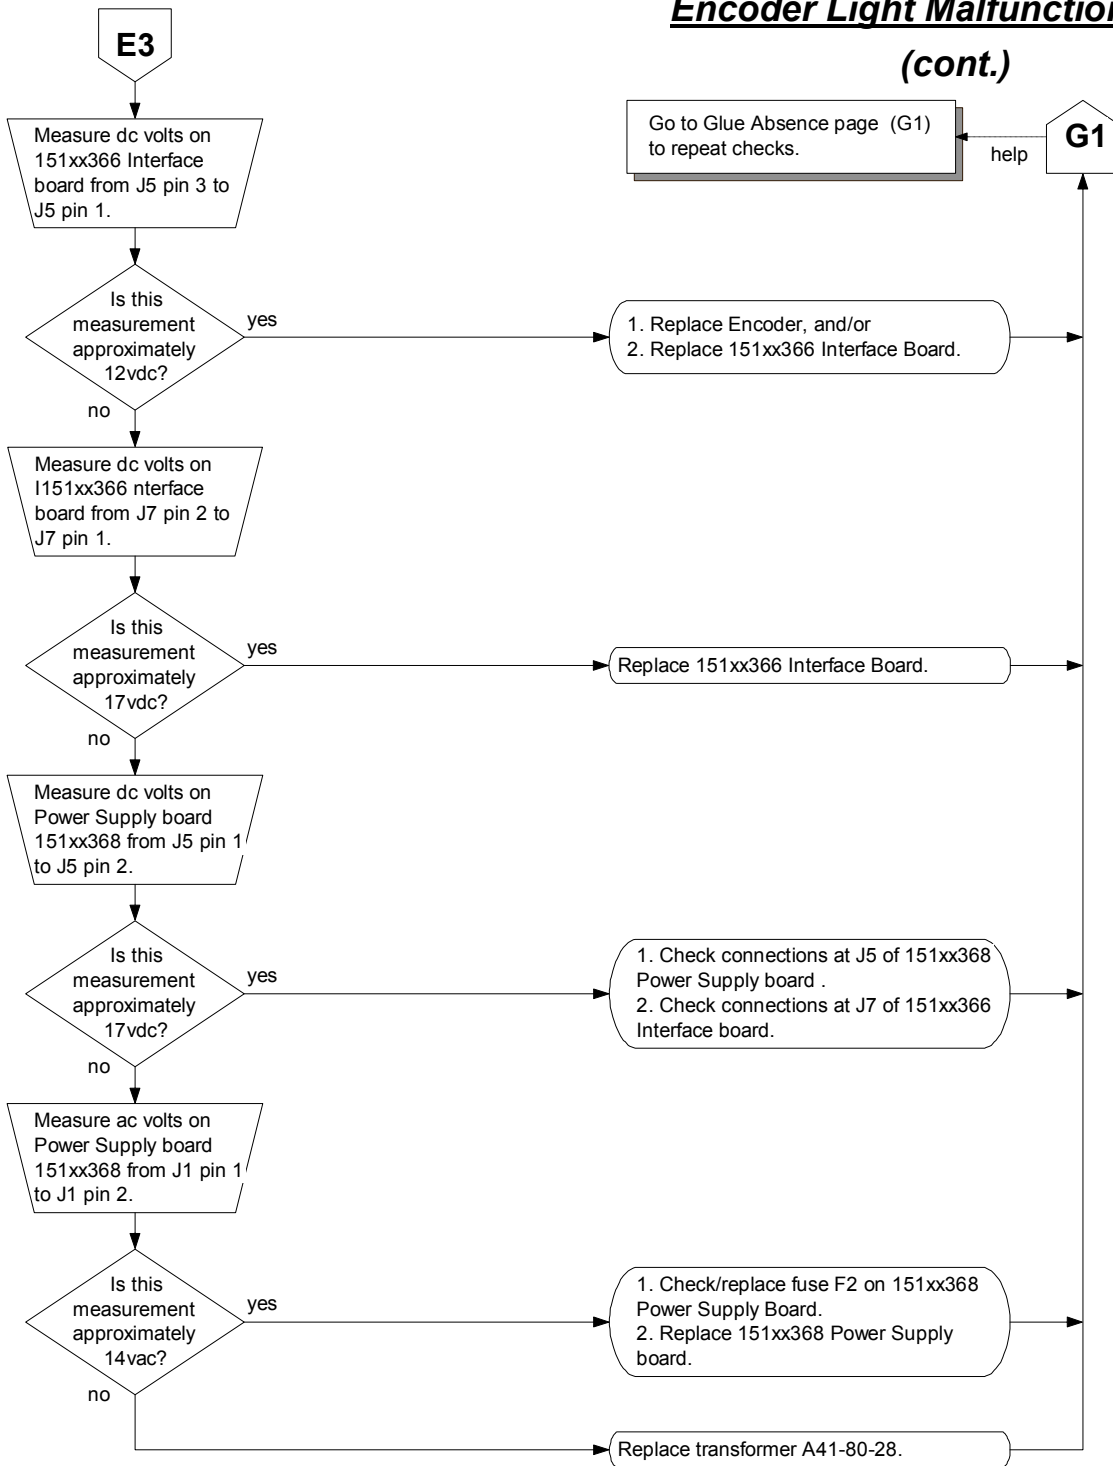 Encoder Light Malfunction
(cont.)
E3
Measure dc volts on
151xx366 Interface
board from J5 pin 3 to
J5 pin 1.
Go to Glue Absence page (G1)
to repeat checks.
help
G1
Is this
measurement
approximately
12vdc?
yes
no
1. Replace Encoder, and/or
2. Replace 151xx366 Interface Board.
Measure dc volts on
I151xx366 nterface
board from J7 pin 2 to
J7 pin 1.
Is this
measurement
approximately
17vdc?
yes
no
Replace 151xx366 Interface Board.
Measure dc volts on
Power Supply board
151xx368 from J5 pin 1
to J5 pin 2.
Is this
measurement
approximately
17vdc?
yes
no
1. Check connections at J5 of 151xx368
Power Supply board .
2. Check connections at J7 of 151xx366
Interface board.
Measure ac volts on
Power Supply board
151xx368 from J1 pin 1
to J1 pin 2.
Is this
measurement
approximately
14vac?
yes
no
1. Check/replace fuse F2 on 151xx368
Power Supply Board.
2. Replace 151xx368 Power Supply
board.
Replace transformer A41-80-28.